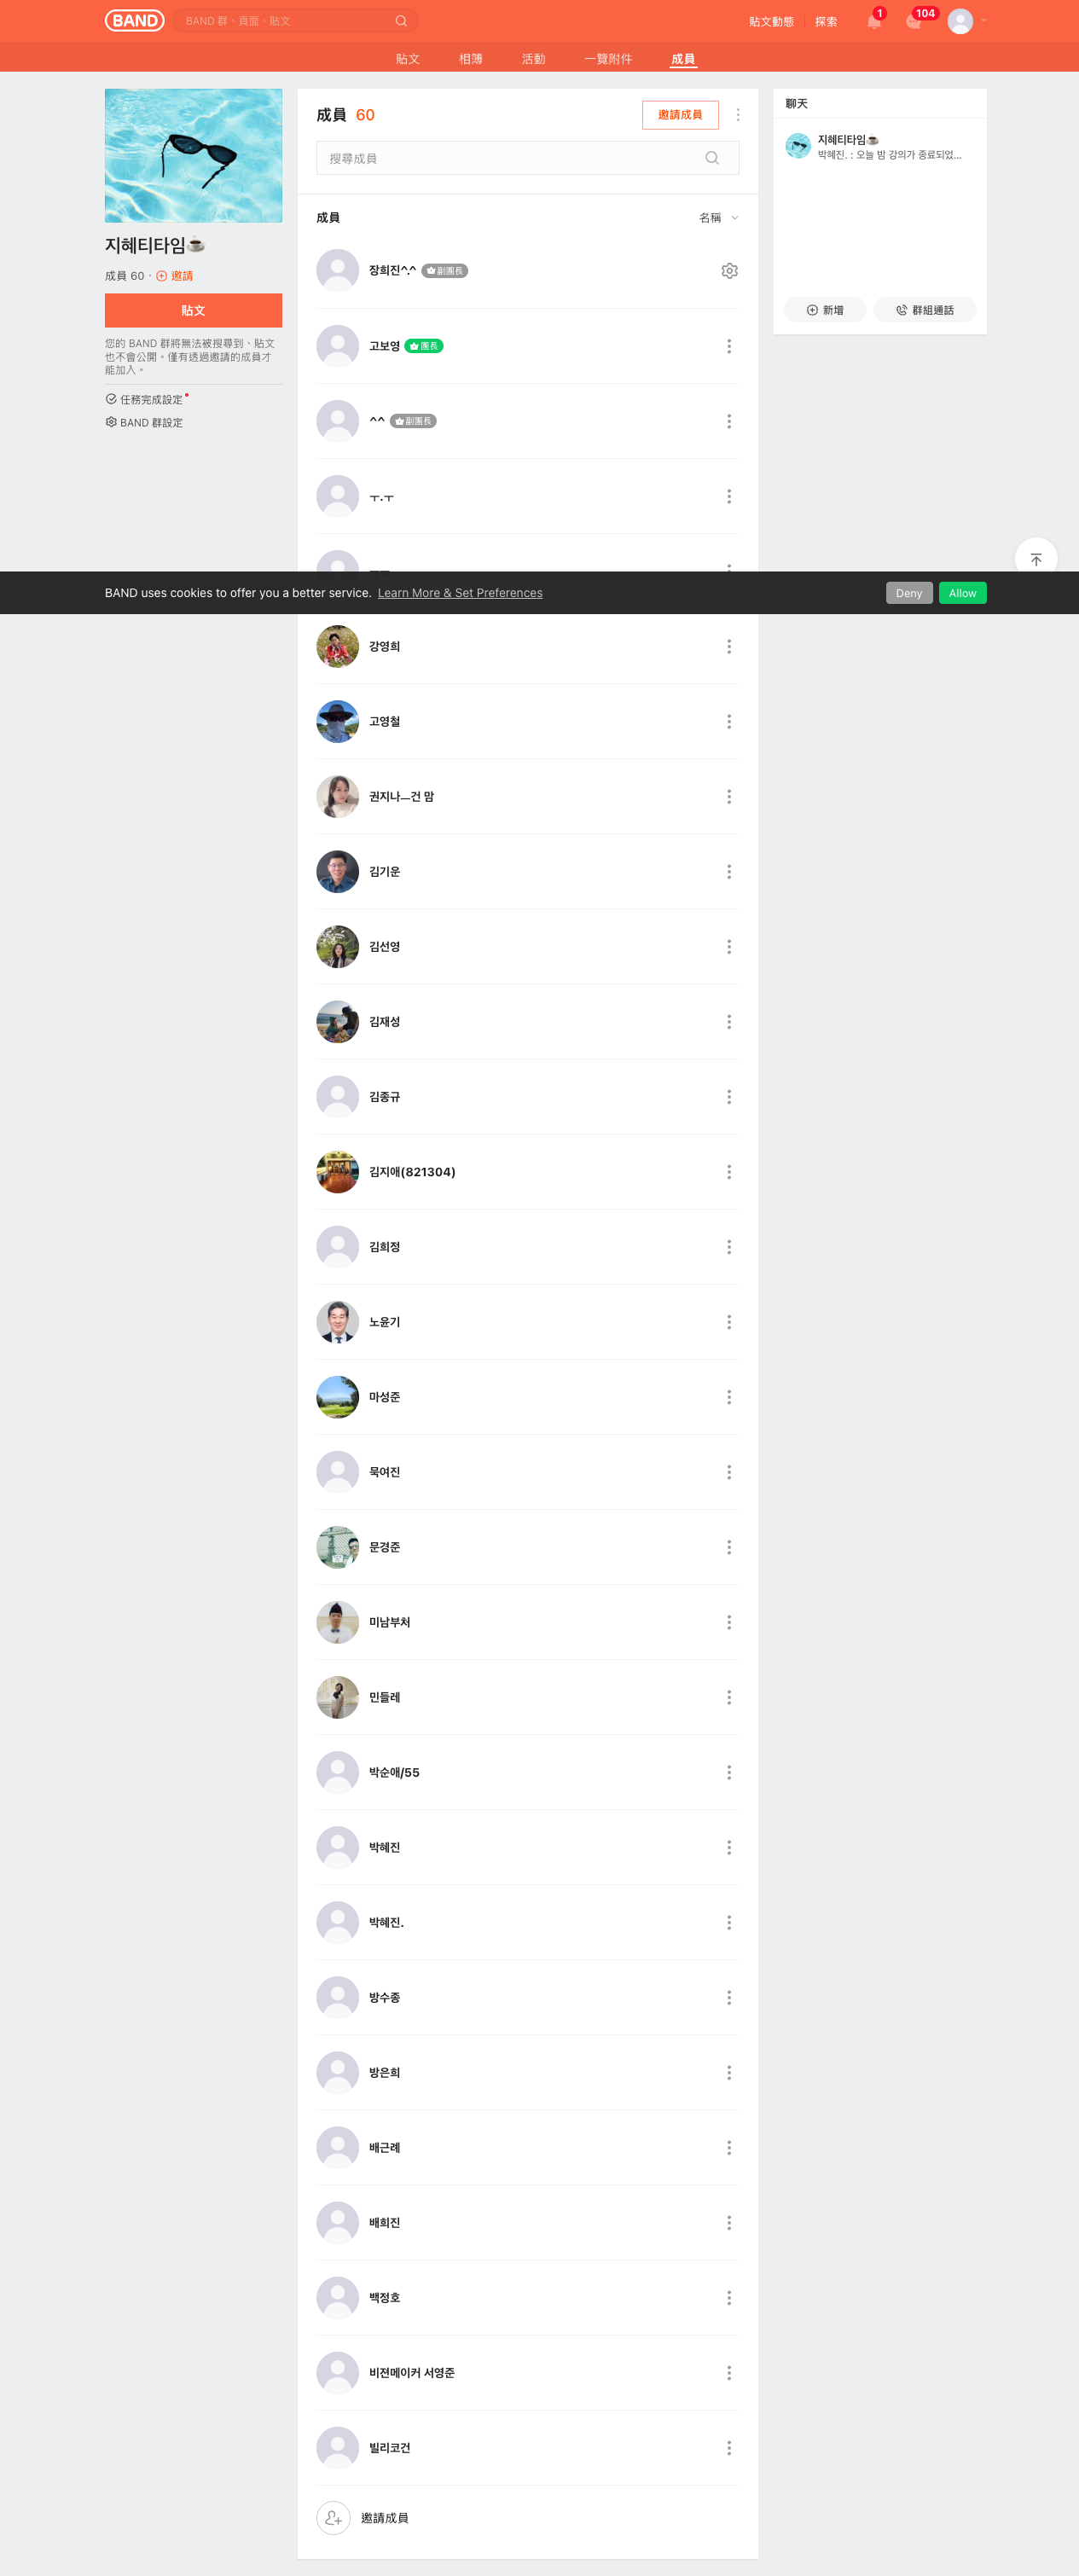 BAND
BAND 群、頁面、貼文
貼文動態
探索
1
104
貼文
相簿
活動
一覽附件
成員
지혜티타임☕
成員 60 · 邀請
貼文
您的 BAND 群將無法被搜尋到、貼文
也不會公開。僅有透過邀請的成員才
能加入。
任務完成設定
BAND 群設定
成員 60
邀請成員
搜尋成員
成員
名稱
장희진^.^ 副團長
고보영 團長
^^ 副團長
ㅜ.ㅜ
강영희
고영철
권지나ㅡ건 맘
김기운
김선영
김재성
김종규
김지애(821304)
김희정
노윤기
마성준
묵여진
문경준
미남부처
민들레
박순애/55
박혜진
박혜진.
방수종
방은희
배근례
배희진
백정호
비젼메이커 서영준
빌리코건
邀請成員
聊天
지혜티타임☕
박혜진. : 오늘 밤 강의가 종료되었...
新增
群組通話
BAND uses cookies to offer you a better service. Learn More & Set Preferences
Deny
Allow